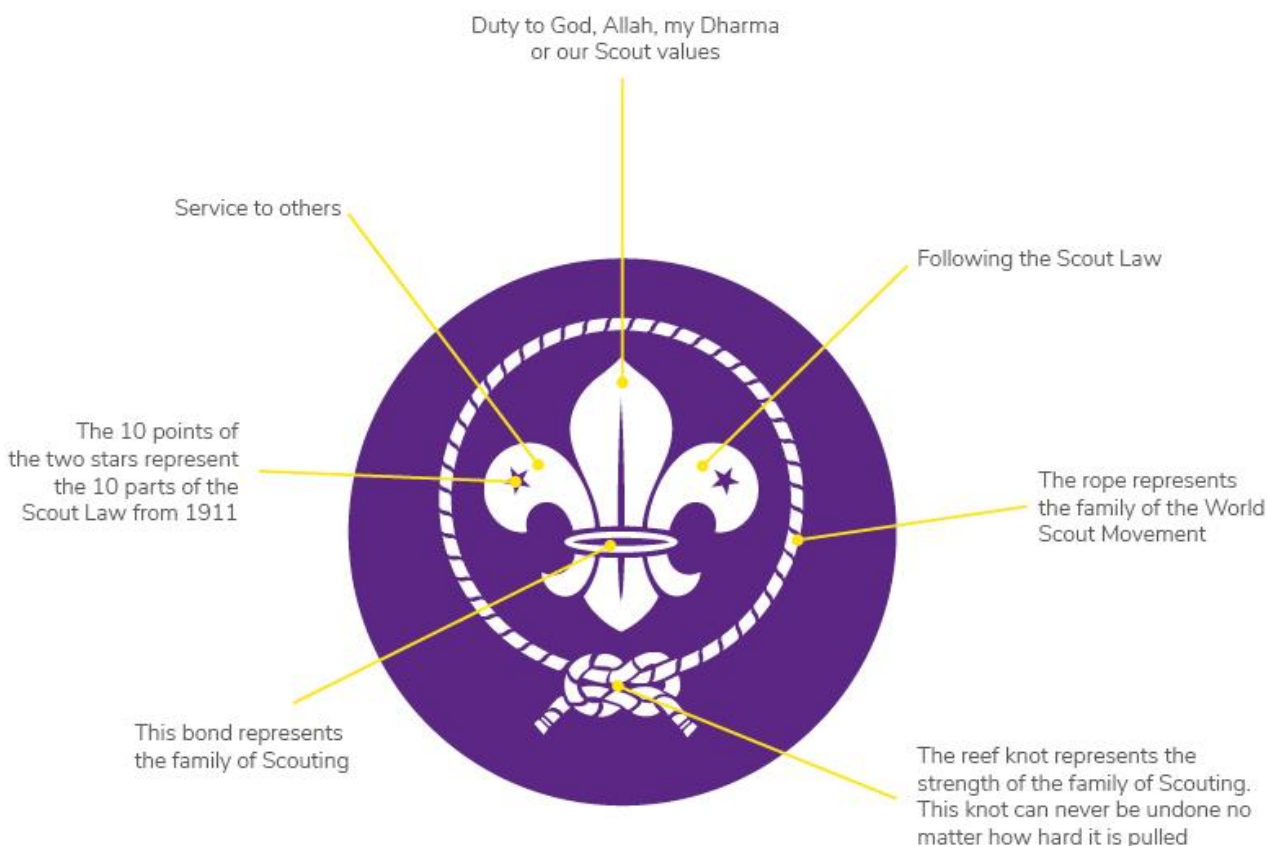 Duty to God, Allah, my Dharma
or our Scout values
Service to others
Following the Scout Law
The 10 points of
the two stars represent
the 10 parts of the
Scout Law from 1911
The rope represents
the family of the World
Scout Movement
This bond represents
the family of Scouting
The reef knot represents the
strength of the family of Scouting.
This knot can never be undone no
matter how hard it is pulled